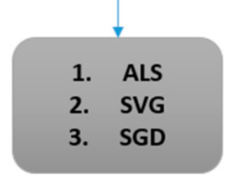 1. ALS
2. SVG
3. SGD